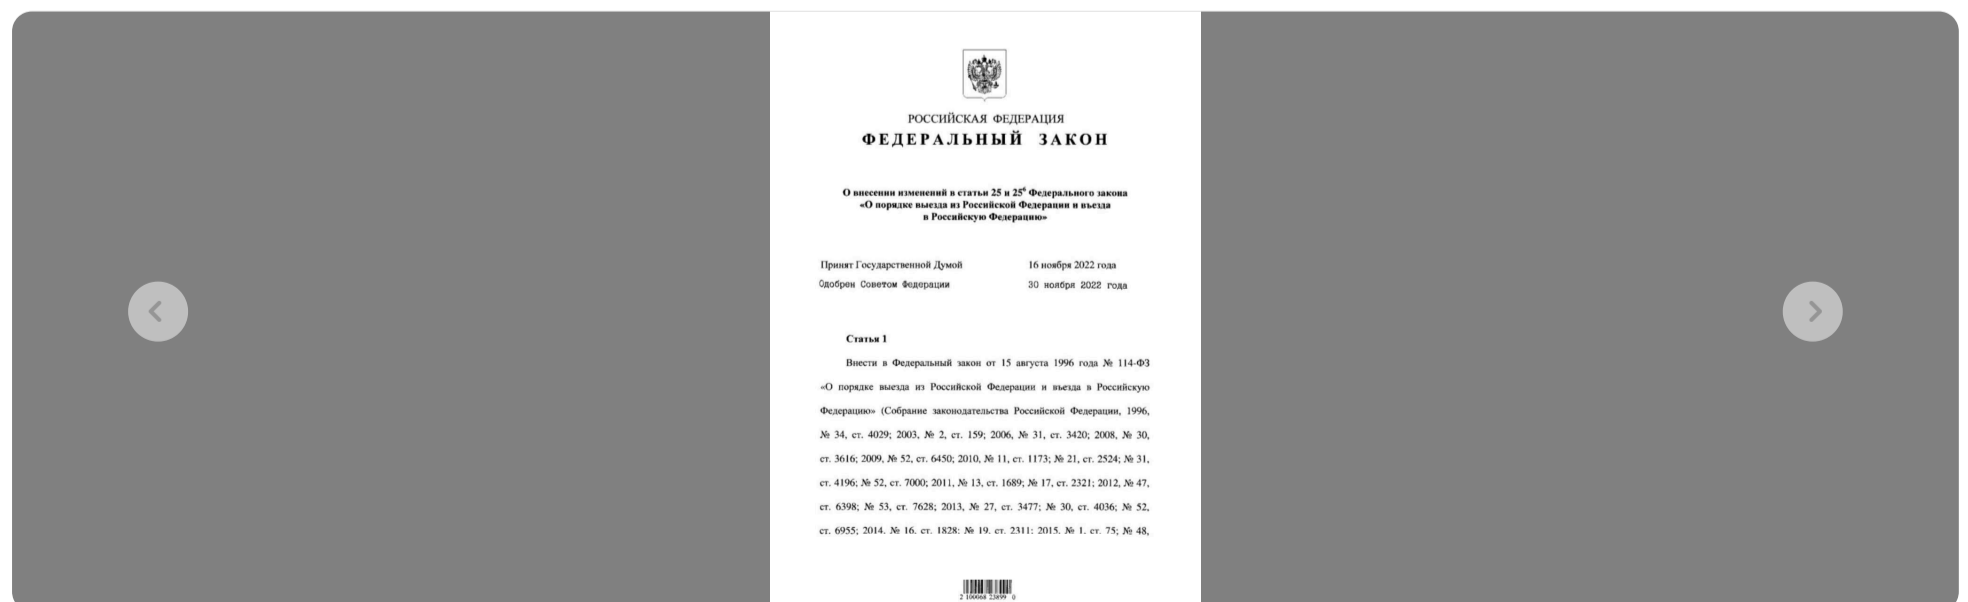 РОССИЙСКАЯ ФЕДЕРАЦИЯ
ФЕДЕРАЛЬНЫЙ ЗАКОН
О внесении изменений в статьи 25 и 25⁶ Федерального закона
«О порядке выезда из Российской Федерации и въезда
в Российскую Федерацию»
Принят Государственной Думой 16 ноября 2022 года
Одобрен Советом Федерации 30 ноября 2022 года
Статья 1
Внести в Федеральный закон от 15 августа 1996 года № 114-ФЗ
«О порядке выезда из Российской Федерации и въезда в Российскую
Федерацию» (Собрание законодательства Российской Федерации, 1996,
№ 34, ст. 4029; 2003, № 2, ст. 159; 2006, № 31, ст. 3420; 2008, № 30,
ст. 3616; 2009, № 52, ст. 6450; 2010, № 11, ст. 1173; № 21, ст. 2524; № 31,
ст. 4196; № 52, ст. 7000; 2011, № 13, ст. 1689; № 17, ст. 2321; 2012, № 47,
ст. 6398; № 53, ст. 7628; 2013, № 27, ст. 3477; № 30, ст. 4036; № 52,
ст. 6955; 2014, № 16, ст. 1828; № 19, ст. 2311; 2015, № 1, ст. 75; № 48,
2 100068 23899 0